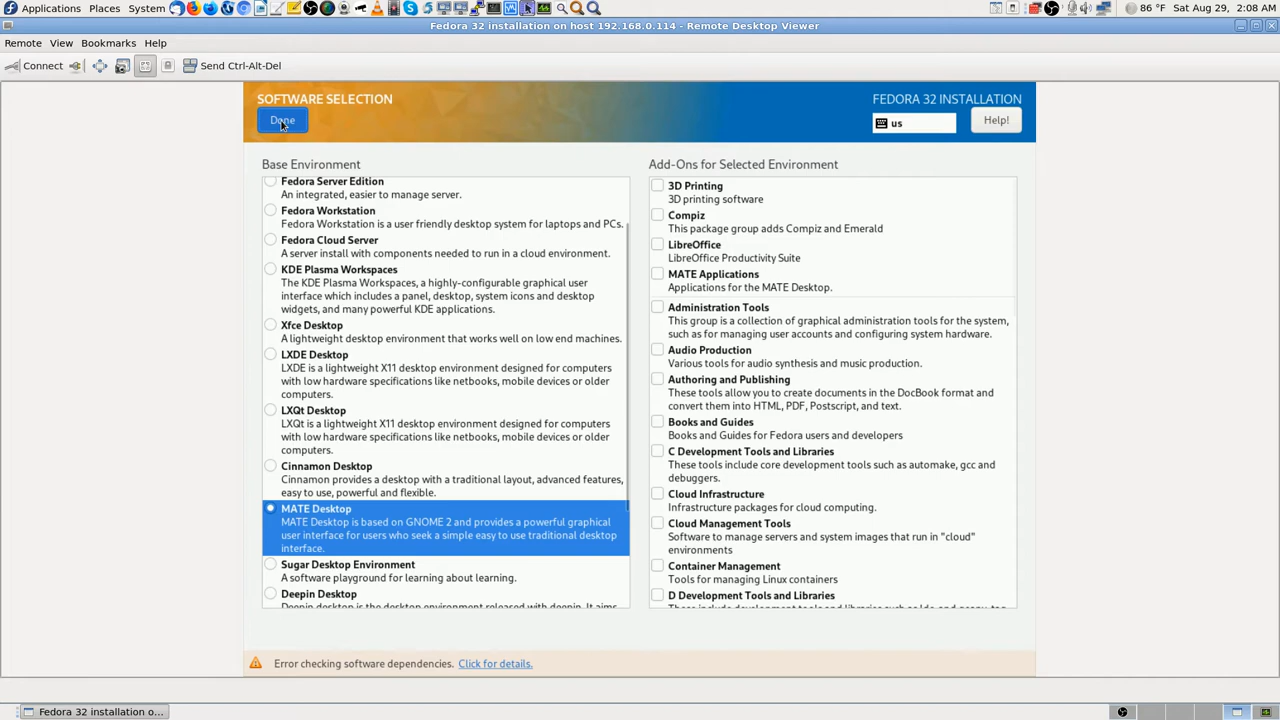 Applications Places System
86 °F Sat Aug 29, 2:08 AM
Fedora 32 installation on host 192.168.0.114 - Remote Desktop Viewer
Remote View Bookmarks Help
Connect
Send Ctrl-Alt-Del
SOFTWARE SELECTION
Done
FEDORA 32 INSTALLATION
us
Help!
Base Environment
Fedora Server Edition
An integrated, easier to manage server.
Fedora Workstation
Fedora Workstation is a user friendly desktop system for laptops and PCs.
Fedora Cloud Server
A server install with components needed to run in a cloud environment.
KDE Plasma Workspaces
The KDE Plasma Workspaces, a highly-configurable graphical user
interface which includes a panel, desktop, system icons and desktop
widgets, and many powerful KDE applications.
Xfce Desktop
A lightweight desktop environment that works well on low end machines.
LXDE Desktop
LXDE is a lightweight X11 desktop environment designed for computers
with low hardware specifications like netbooks, mobile devices or older
computers.
LXQt Desktop
LXQt is a lightweight X11 desktop environment designed for computers
with low hardware specifications like netbooks, mobile devices or older
computers.
Cinnamon Desktop
Cinnamon provides a desktop with a traditional layout, advanced features,
easy to use, powerful and flexible.
MATE Desktop
MATE Desktop is based on GNOME 2 and provides a powerful graphical
user interface for users who seek a simple easy to use traditional desktop
interface.
Sugar Desktop Environment
A software playground for learning about learning.
Deepin Desktop
Deepin desktop is the desktop environment released with deepin. It aims
Add-Ons for Selected Environment
3D Printing
3D printing software
Compiz
This package group adds Compiz and Emerald
LibreOffice
LibreOffice Productivity Suite
MATE Applications
Applications for the MATE Desktop.
Administration Tools
This group is a collection of graphical administration tools for the system,
such as for managing user accounts and configuring system hardware.
Audio Production
Various tools for audio synthesis and music production.
Authoring and Publishing
These tools allow you to create documents in the DocBook format and
convert them into HTML, PDF, Postscript, and text.
Books and Guides
Books and Guides for Fedora users and developers
C Development Tools and Libraries
These tools include core development tools such as automake, gcc and
debuggers.
Cloud Infrastructure
Infrastructure packages for cloud computing.
Cloud Management Tools
Software to manage servers and system images that run in "cloud"
environments
Container Management
Tools for managing Linux containers
D Development Tools and Libraries
These include development tools and libraries such as
Error checking software dependencies. Click for details.
Fedora 32 installation o...